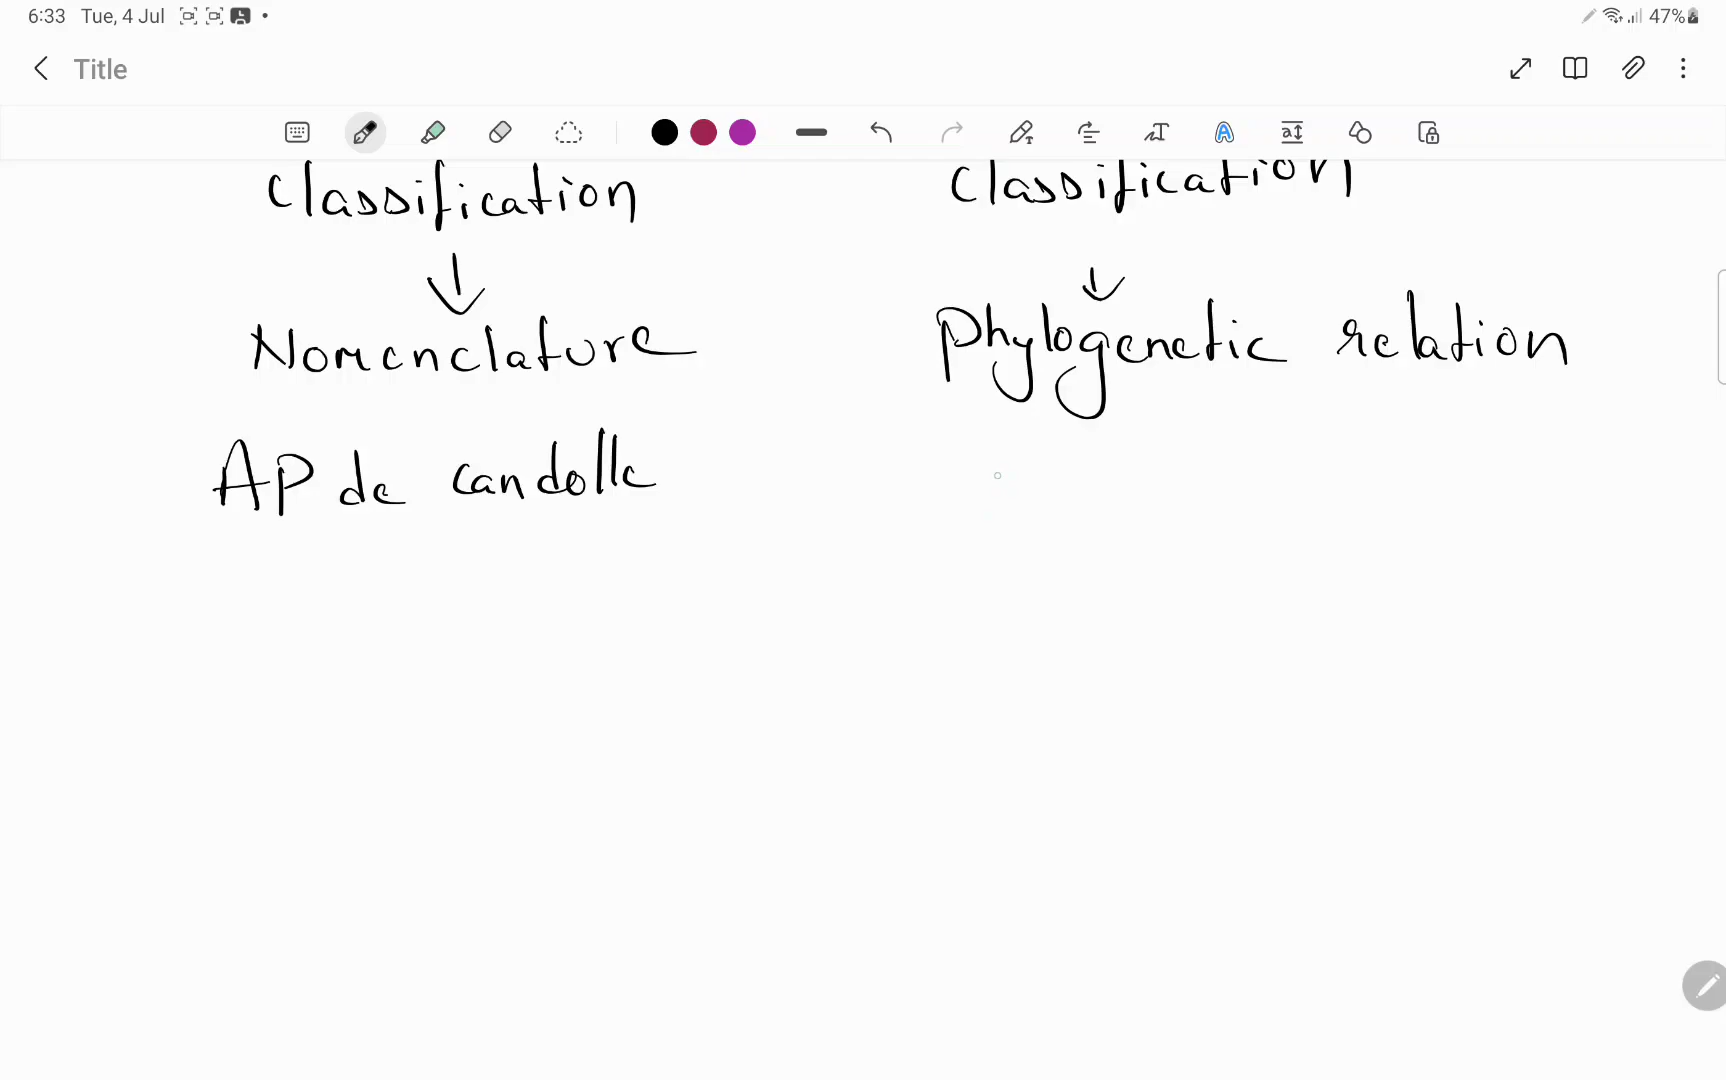 6:33 Tue, 4 Jul 47%
Title
Classification Classification
Nomenclature Phylogenetic relation
AP de candolle